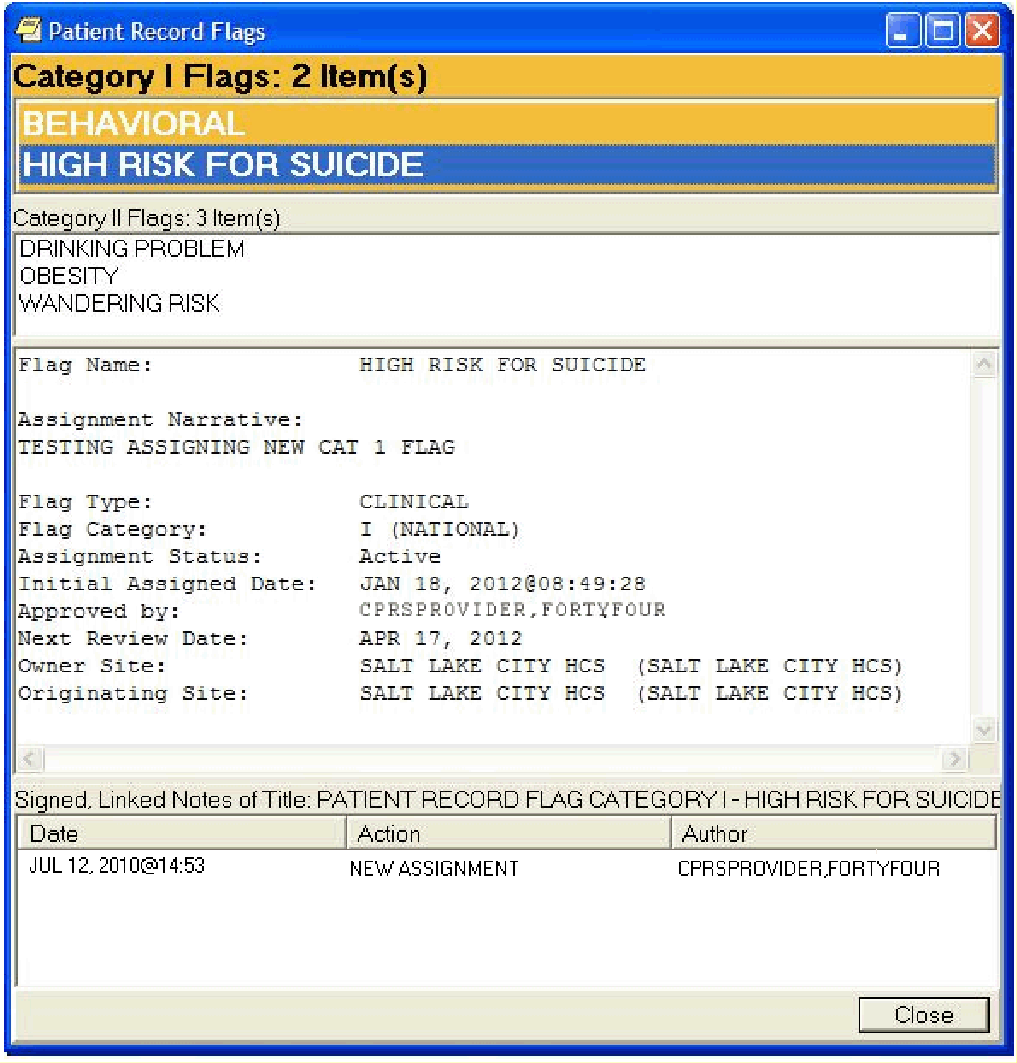 Patient Record Flags
Category I Flags: 2 Item(s)
BEHAVIORAL
HIGH RISK FOR SUICIDE
Category II Flags: 3 Item(s)
DRINKING PROBLEM
OBESITY
WANDERING RISK
Flag Name: HIGH RISK FOR SUICIDE
Assignment Narrative:
TESTING ASSIGNING NEW CAT 1 FLAG
Flag Type: CLINICAL
Flag Category: I (NATIONAL)
Assignment Status: Active
Initial Assigned Date: JAN 18, 2012@08:49:28
Approved by: CPRSPROVIDER,FORTYFOUR
Next Review Date: APR 17, 2012
Owner Site: SALT LAKE CITY HCS (SALT LAKE CITY HCS)
Originating Site: SALT LAKE CITY HCS (SALT LAKE CITY HCS)
Signed, Linked Notes of Title: PATIENT RECORD FLAG CATEGORY I - HIGH RISK FOR SUICIDE
Date Action Author
JUL 12, 2010@14:53 NEW ASSIGNMENT CPRSPROVIDER,FORTYFOUR
Close